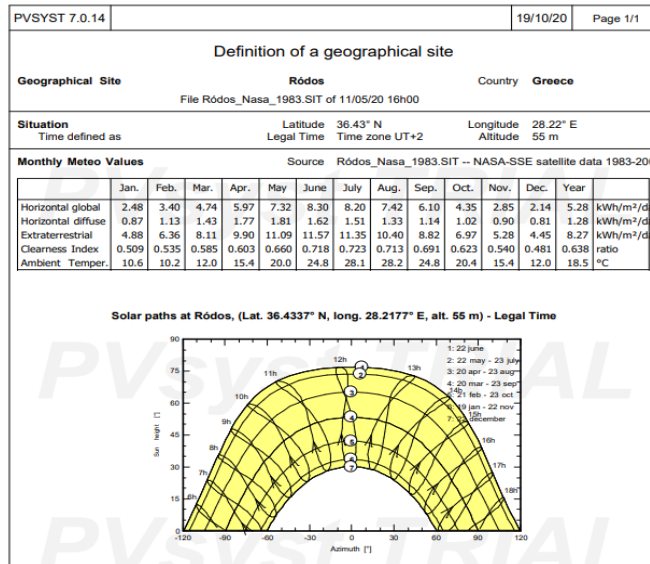 PVSYST 7.0.14 19/10/20 Page 1/1
Definition of a geographical site
Geographical Site Ródos Country Greece
File Ródos_Nasa_1983.SIT of 11/05/20 16h00
Situation Latitude 36.43° N Longitude 28.22° E
Time defined as Legal Time Time zone UT+2 Altitude 55 m
Monthly Meteo Values Source Ródos_Nasa_1983.SIT -- NASA-SSE satellite data 1983-200
Jan. Feb. Mar. Apr. May June July Aug. Sep. Oct. Nov. Dec. Year
Horizontal global 2.48 3.40 4.74 5.97 7.32 8.30 8.20 7.42 6.10 4.35 2.85 2.14 5.28 kWh/m²/da
Horizontal diffuse 0.87 1.13 1.43 1.77 1.81 1.62 1.51 1.33 1.14 1.02 0.90 0.81 1.28 kWh/m²/da
Extraterrestrial 4.88 6.36 8.11 9.90 11.09 11.57 11.35 10.40 8.82 6.97 5.28 4.45 8.27 kWh/m²/da
Clearness Index 0.509 0.535 0.585 0.603 0.660 0.718 0.723 0.713 0.691 0.623 0.540 0.481 0.638 ratio
Ambient Temper. 10.6 10.2 12.0 15.4 20.0 24.8 28.1 28.2 24.8 20.4 15.4 12.0 18.5 °C
Solar paths at Ródos, (Lat. 36.4337° N, long. 28.2177° E, alt. 55 m) - Legal Time
PVsyst TRIAL
90
75
60
45
30
15
0
Sun height [°]
6h
7h
8h
9h
10h
11h
12h
13h
14h
15h
16h
17h
18h
1
2
3
4
5
6
7
1: 22 june
2: 22 may - 23 july
3: 20 apr - 23 aug
4: 20 mar - 23 sep
5: 21 feb - 23 oct
6: 19 jan - 22 nov
7: 22 december
-120 -90 -60 -30 0 30 60 90 120
Azimuth [°]
PVsyst TRIAL